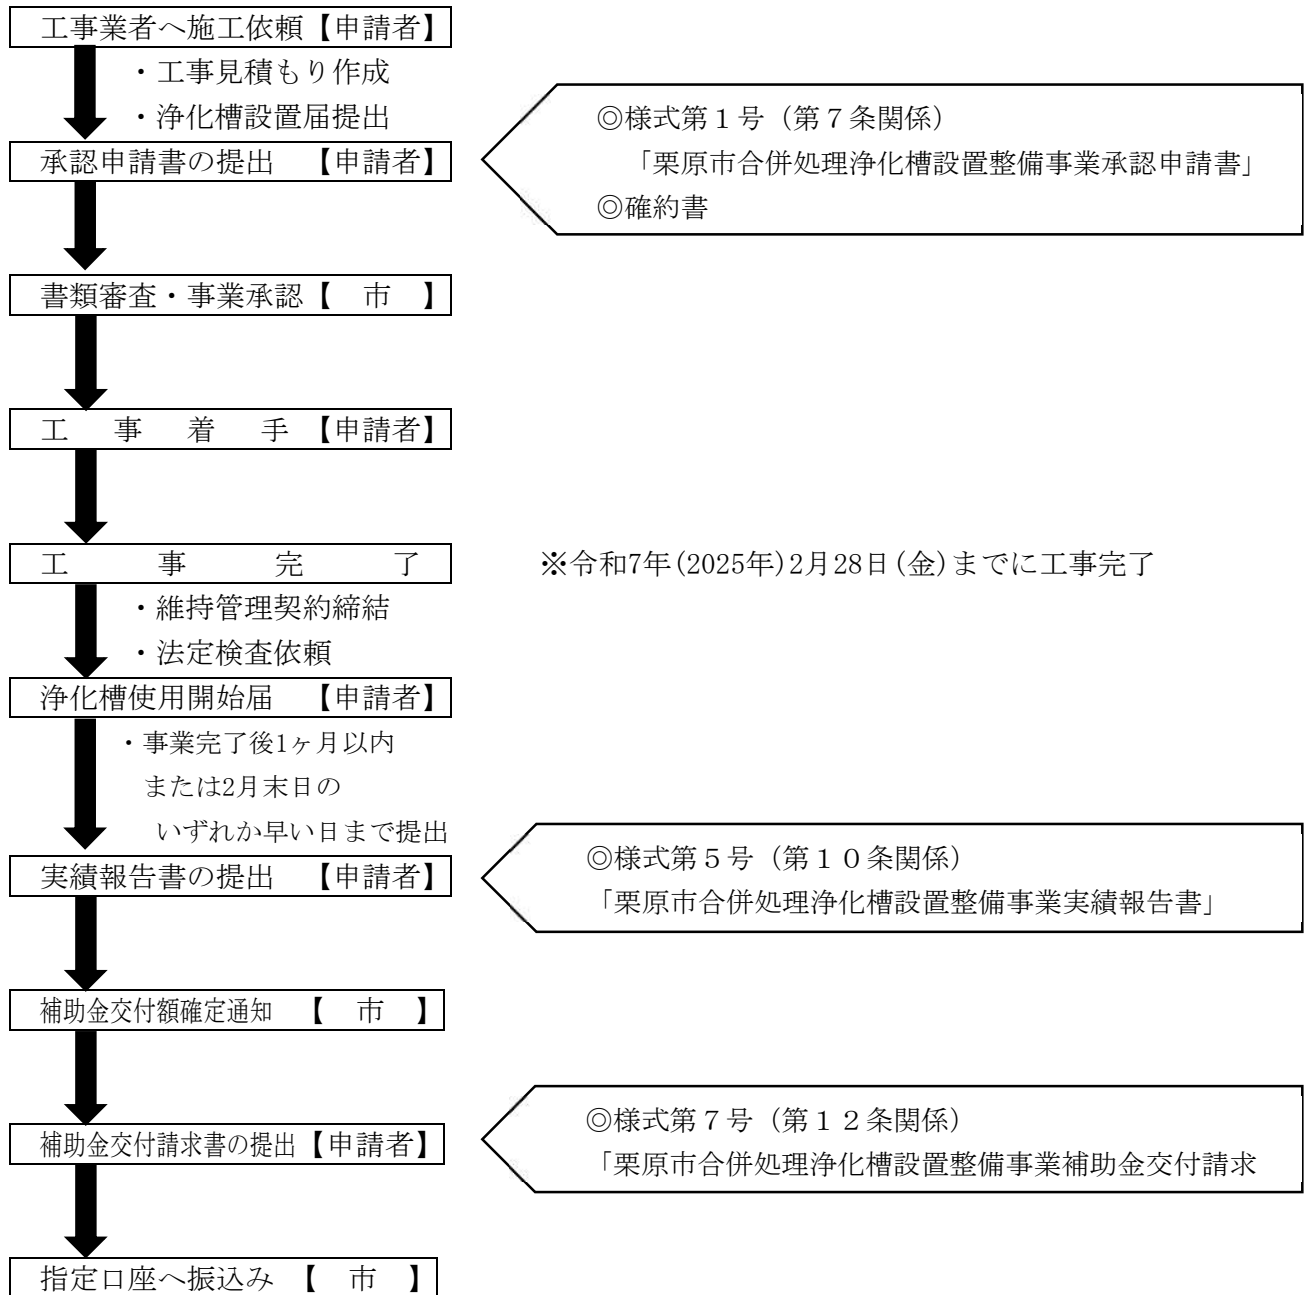 工事業者へ施工依頼【申請者】
・工事見積もり作成
・浄化槽設置届提出
承認申請書の提出　【申請者】
◎様式第１号（第７条関係）
「栗原市合併処理浄化槽設置整備事業承認申請書」
◎確約書
書類審査・事業承認【　市　】
工　事　着　手【申請者】
工　事　完　了
※令和7年(2025年)2月28日(金)までに工事完了
・維持管理契約締結
・法定検査依頼
浄化槽使用開始届　【申請者】
・事業完了後1ヶ月以内
または2月末日の
いずれか早い日まで提出
実績報告書の提出　【申請者】
◎様式第５号（第１０条関係）
「栗原市合併処理浄化槽設置整備事業実績報告書」
補助金交付額確定通知　【　市　】
補助金交付請求書の提出【申請者】
◎様式第７号（第１２条関係）
「栗原市合併処理浄化槽設置整備事業補助金交付請求
指定口座へ振込み　【　市　】